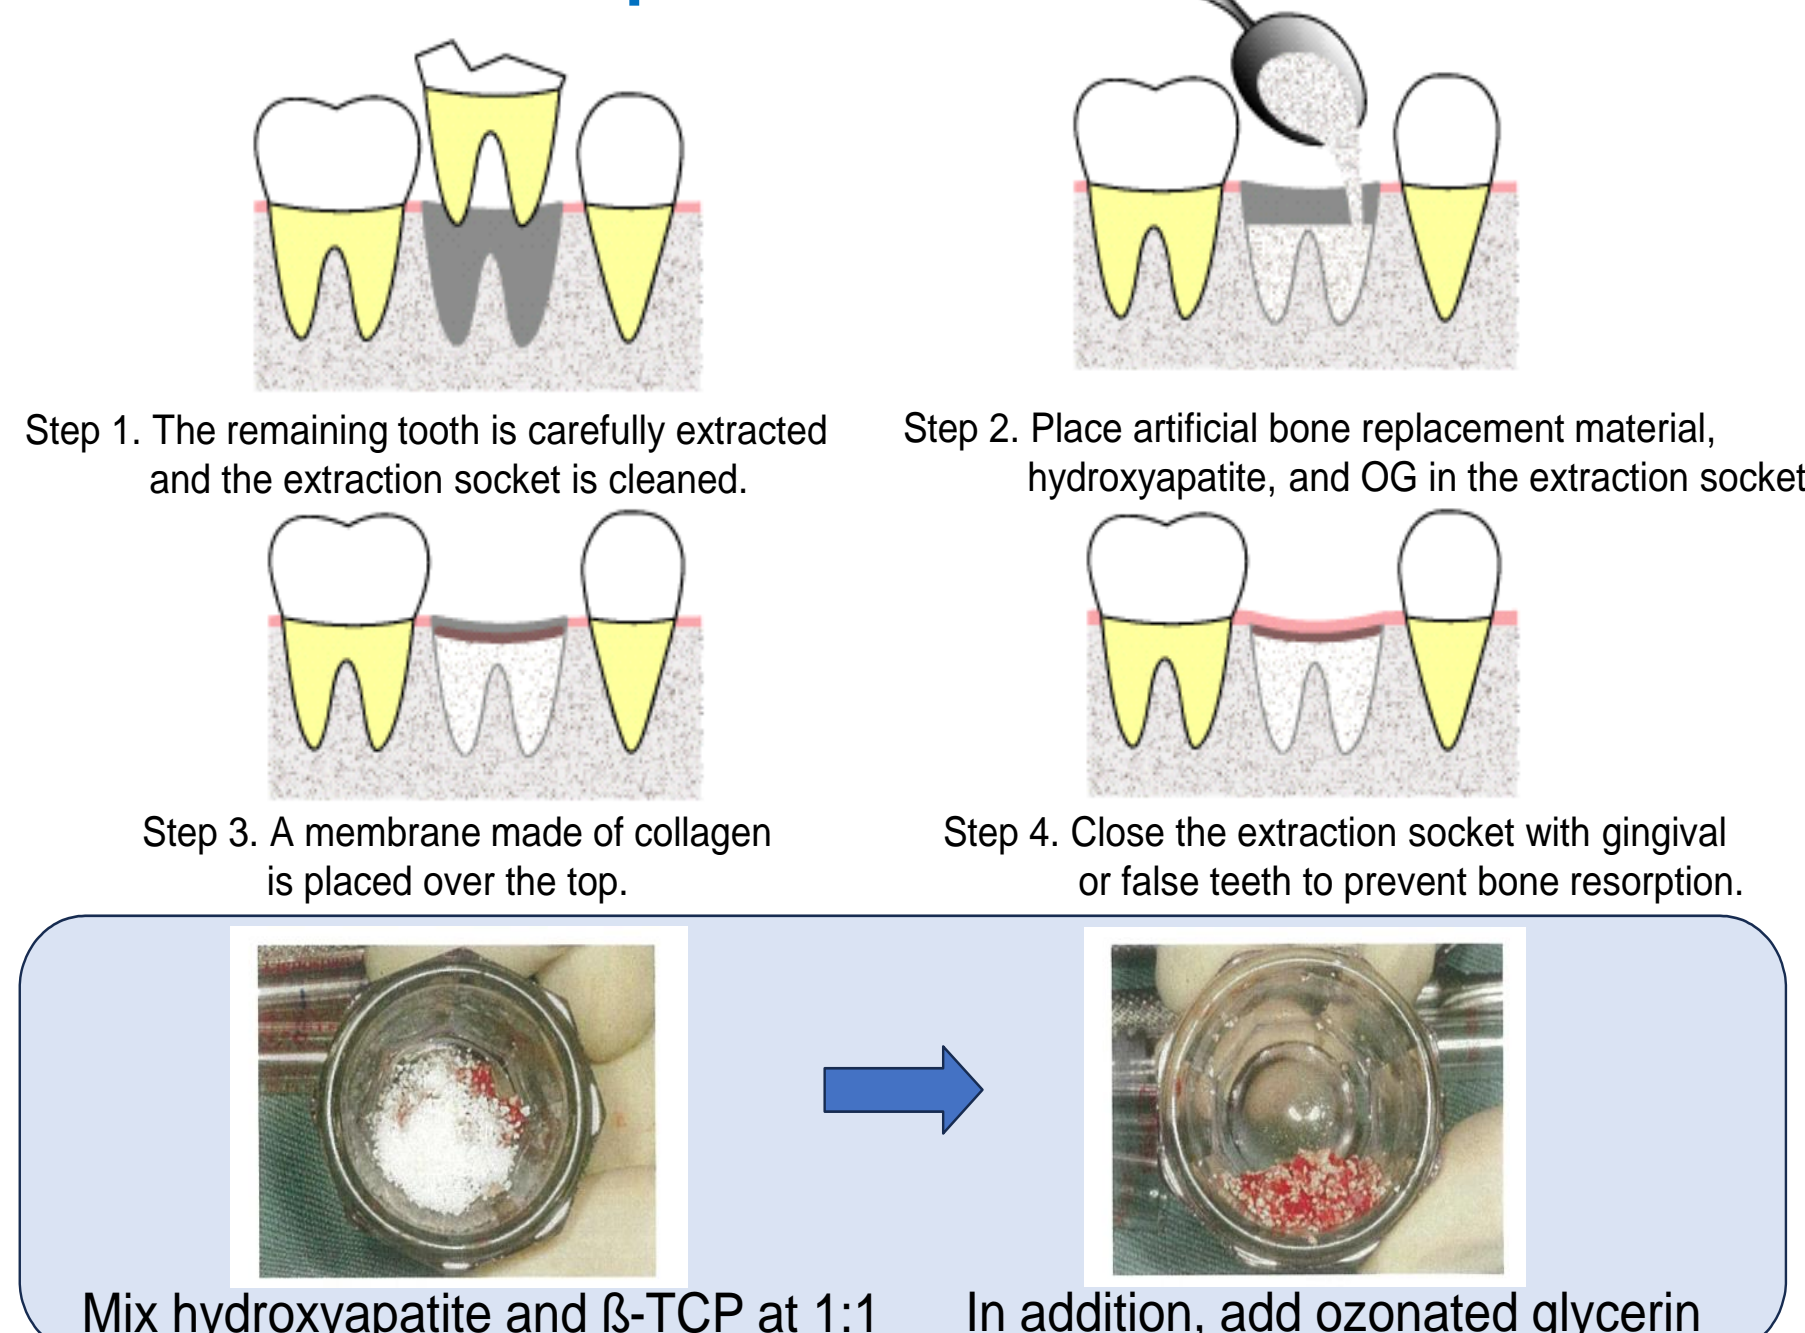 Step 1. The remaining tooth is carefully extracted
and the extraction socket is cleaned.
Step 2. Place artificial bone replacement material,
hydroxyapatite, and OG in the extraction socket
Step 3. A membrane made of collagen
is placed over the top.
Step 4. Close the extraction socket with gingival
or false teeth to prevent bone resorption.
Mix hydroxyapatite and ß-TCP at 1:1
In addition, add ozonated glycerin